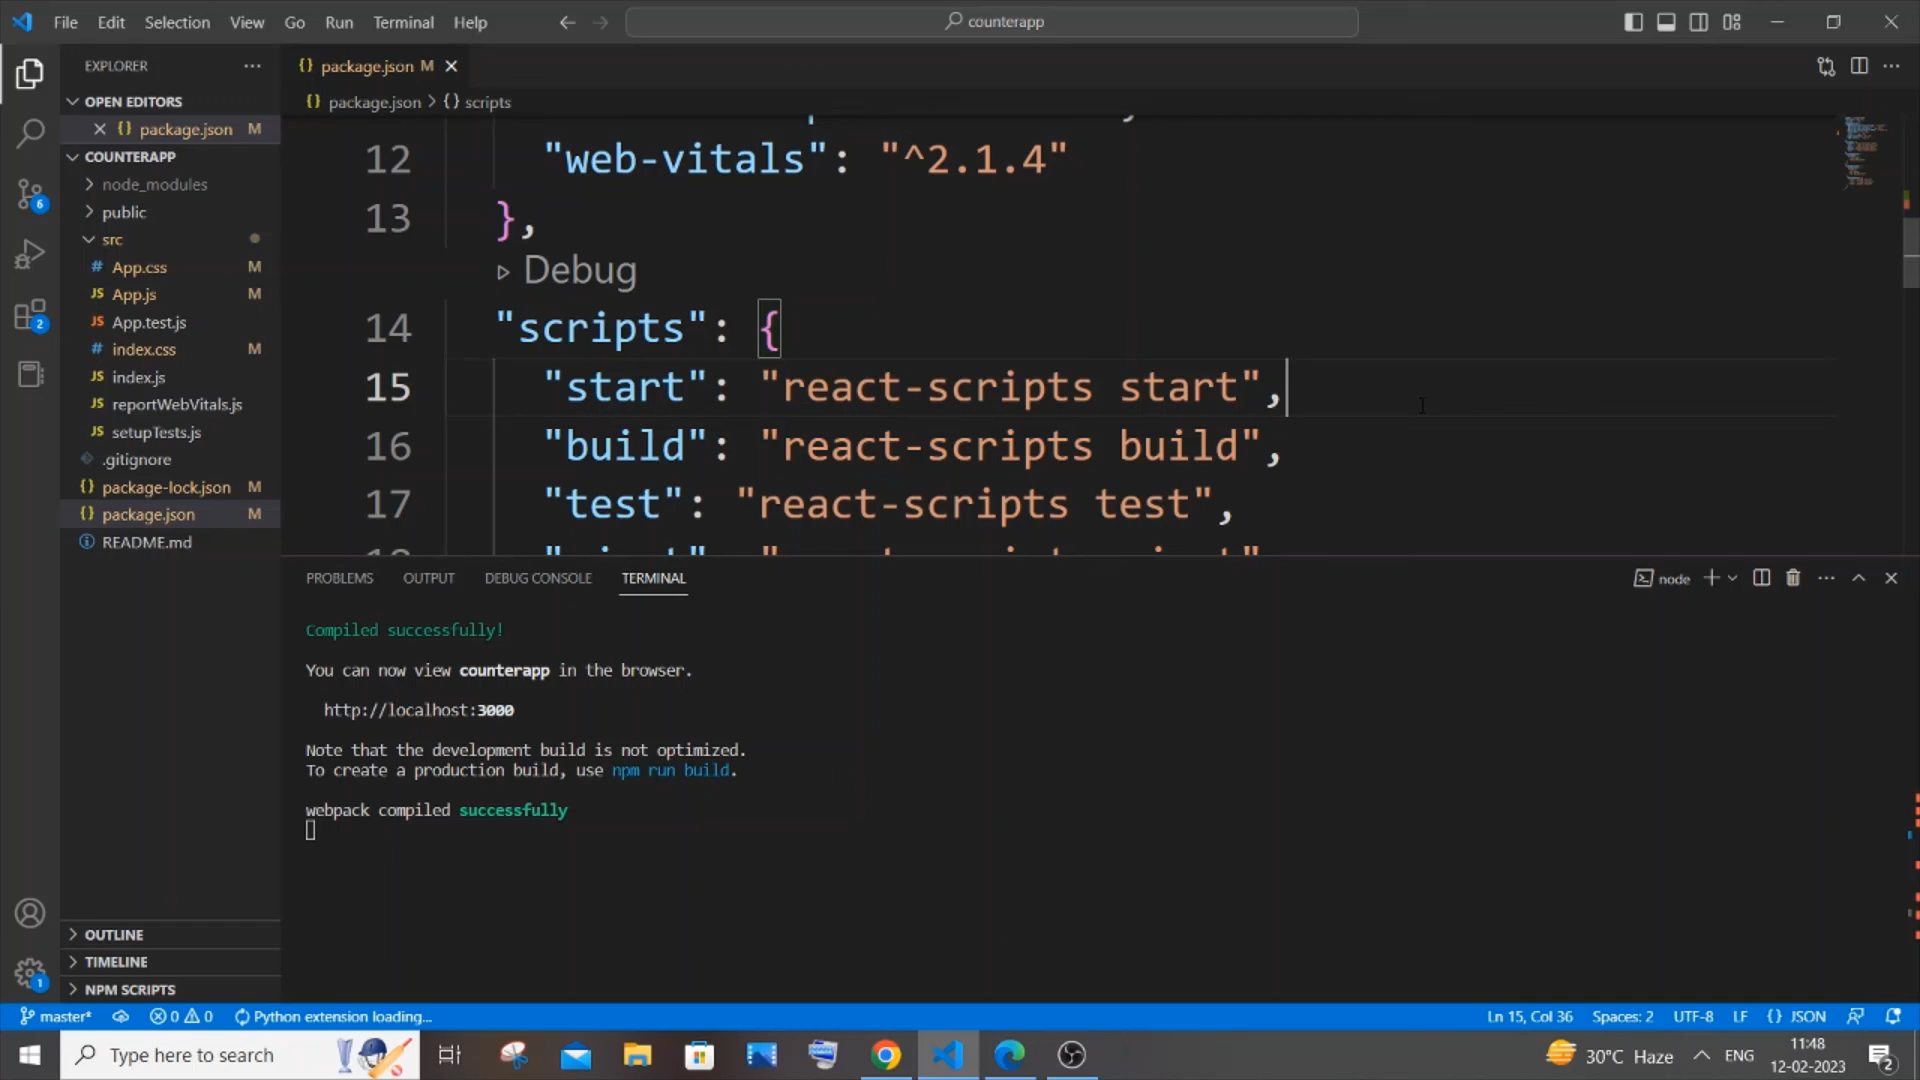 File Edit Selection View Go Run Terminal Help
counterapp
EXPLORER
OPEN EDITORS
package.json M
COUNTERAPP
node_modules
public
src
App.css M
App.js M
App.test.js
index.css M
index.js
reportWebVitals.js
setupTests.js
.gitignore
package-lock.json M
package.json M
README.md
OUTLINE
TIMELINE
NPM SCRIPTS
6
2
1
package.json M
package.json > {} scripts
12 "web-vitals": "^2.1.4"
13 },
Debug
14 "scripts": {
15 "start": "react-scripts start",
16 "build": "react-scripts build",
17 "test": "react-scripts test",
PROBLEMS OUTPUT DEBUG CONSOLE TERMINAL
node
Compiled successfully!
You can now view counterapp in the browser.
http://localhost:3000
Note that the development build is not optimized.
To create a production build, use npm run build.
webpack compiled successfully
master* 0 0 Python extension loading...
Ln 15, Col 36 Spaces: 2 UTF-8 LF {} JSON
Type here to search
30°C Haze ENG
11:48
12-02-2023
2